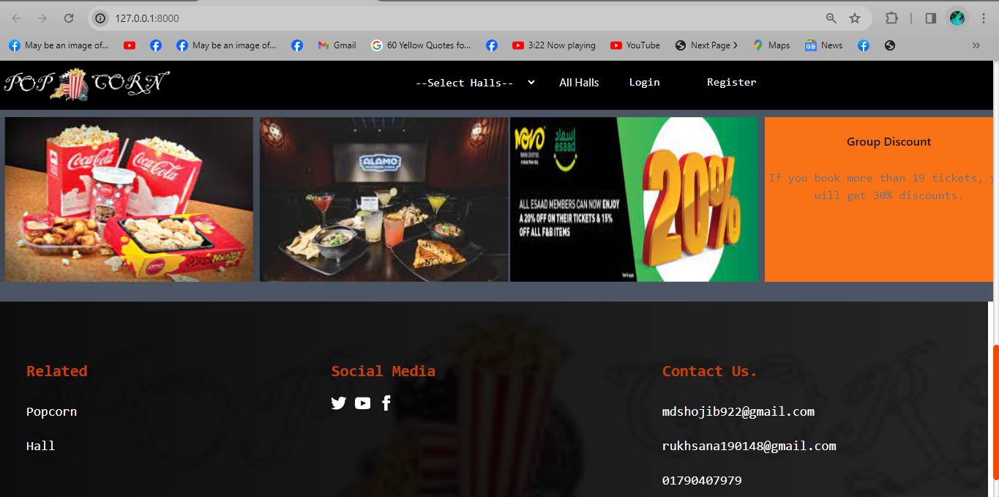 127.0.0.1:8000
May be an image of...
May be an image of...
Gmail
60 Yellow Quotes fo...
3:22 Now playing
YouTube
Next Page
Maps
News
POP CORN
--Select Halls--
All Halls
Login
Register
Coca-Cola
Coca-Cola
ALAMO
NOVO
اسعاد
esaad
ALL ESAAD MEMBERS CAN NOW ENJOY
A 20% OFF ON THEIR TICKETS & 15%
OFF ALL F&B ITEMS
20%
Group Discount
If you book more than 19 tickets, y
will get 30% discounts.
Related
Social Media
Contact Us.
Popcorn
mdshojib922@gmail.com
Hall
rukhsana190148@gmail.com
01790407979